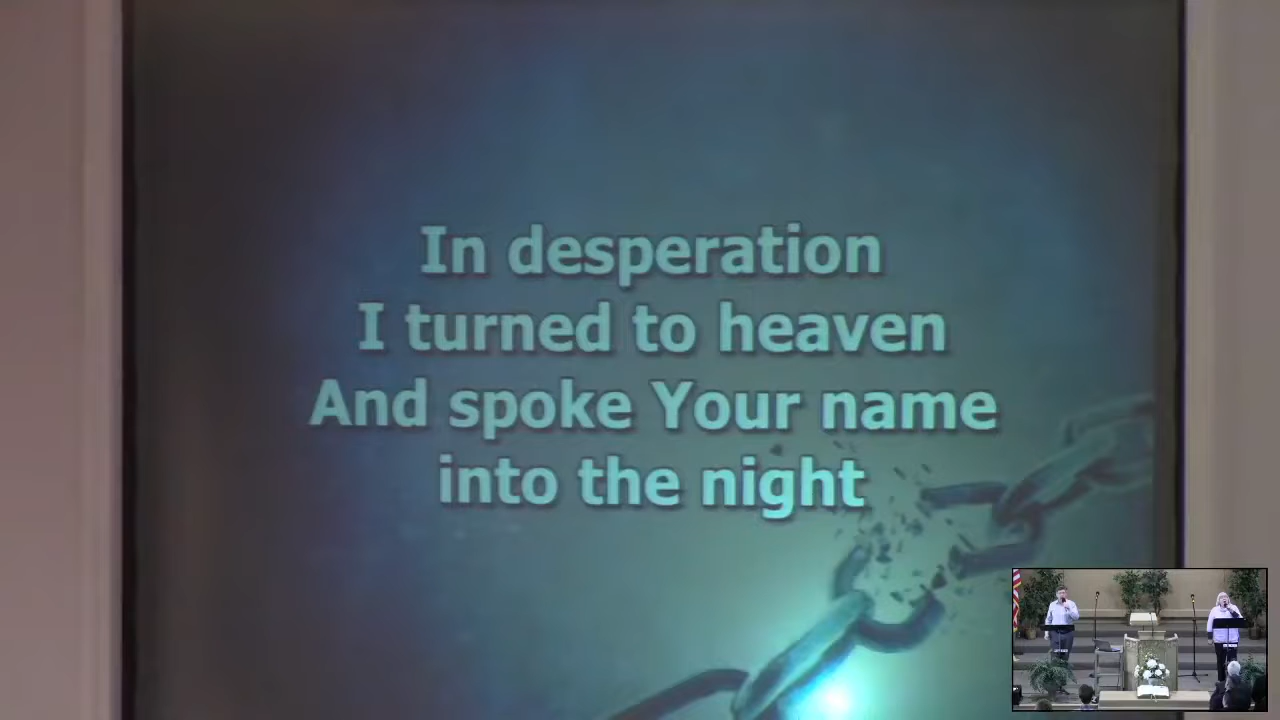 In desperation
I turned to heaven
And spoke Your name
into the night